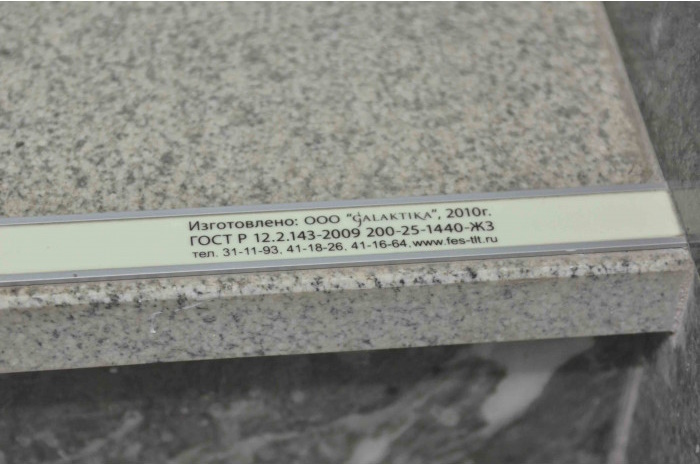 Изготовлено: ООО "GALAKTIKA", 2010г.
ГОСТ Р 12.2.143-2009 200-25-1440-ЖЗ
тел. 31-11-93, 41-18-26, 41-16-64, www.fes-tlt.ru